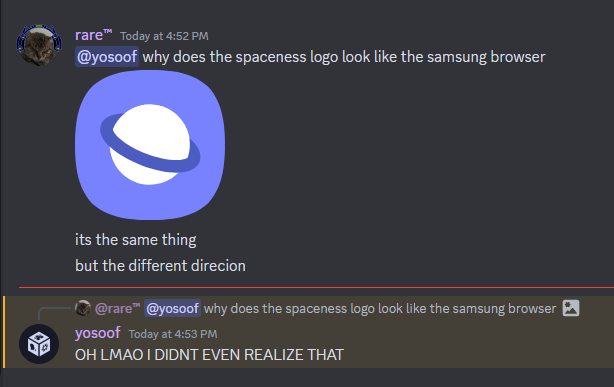 rare™ Today at 4:52 PM
@yosoof why does the spaceness logo look like the samsung browser
its the same thing
but the different direcion
@rare™ @yosoof why does the spaceness logo look like the samsung browser
yosoof Today at 4:53 PM
OH LMAO I DIDNT EVEN REALIZE THAT